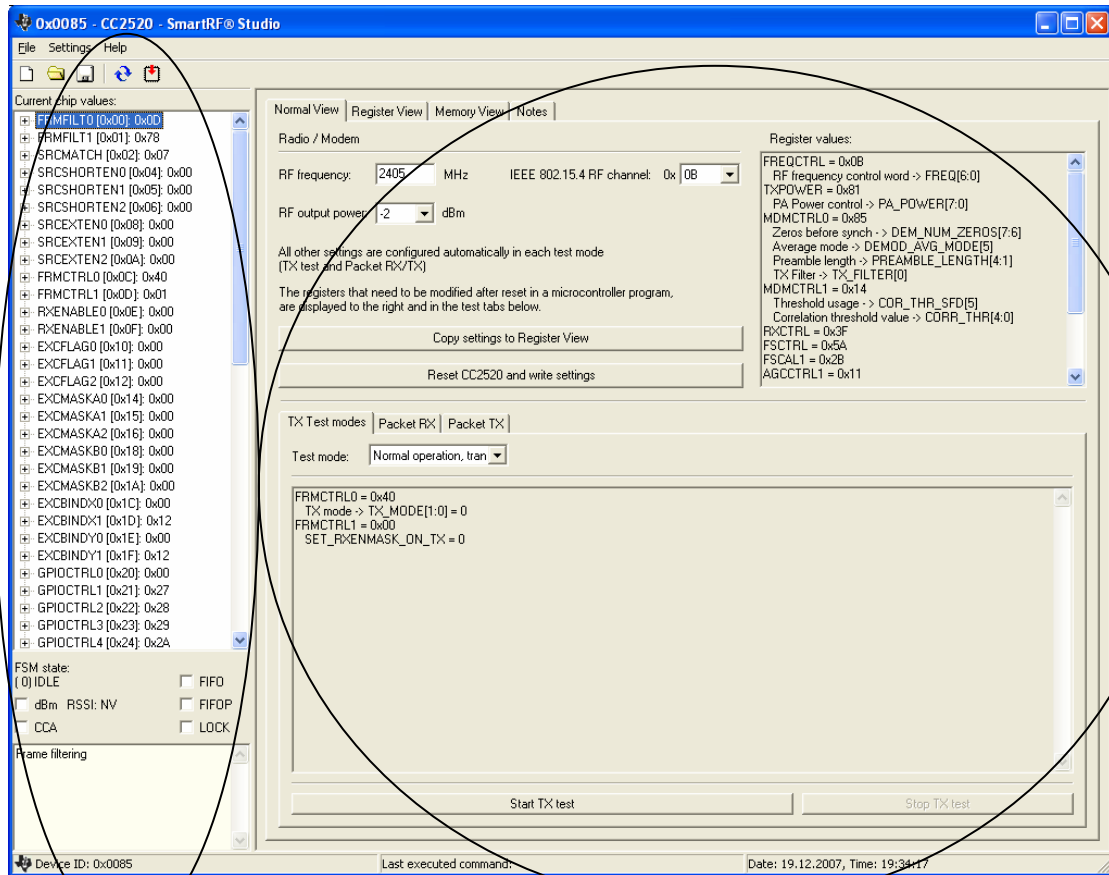 0x0085 - CC2520 - SmartRF® Studio
File Settings Help
Current chip values:
FRMFILT0 [0x00]: 0x0D
FRMFILT1 [0x01]: 0x78
SRCMATCH [0x02]: 0x07
SRCSHORTEN0 [0x04]: 0x00
SRCSHORTEN1 [0x05]: 0x00
SRCSHORTEN2 [0x06]: 0x00
SRCEXTEN0 [0x08]: 0x00
SRCEXTEN1 [0x09]: 0x00
SRCEXTEN2 [0x0A]: 0x00
FRMCTRL0 [0x0C]: 0x40
FRMCTRL1 [0x0D]: 0x01
RXENABLE0 [0x0E]: 0x00
RXENABLE1 [0x0F]: 0x00
EXCFLAG0 [0x10]: 0x00
EXCFLAG1 [0x11]: 0x00
EXCFLAG2 [0x12]: 0x00
EXCMASKA0 [0x14]: 0x00
EXCMASKA1 [0x15]: 0x00
EXCMASKA2 [0x16]: 0x00
EXCMASKB0 [0x18]: 0x00
EXCMASKB1 [0x19]: 0x00
EXCMASKB2 [0x1A]: 0x00
EXCBINDX0 [0x1C]: 0x00
EXCBINDX1 [0x1D]: 0x12
EXCBINDY0 [0x1E]: 0x00
EXCBINDY1 [0x1F]: 0x12
GPIOCTRL0 [0x20]: 0x00
GPIOCTRL1 [0x21]: 0x27
GPIOCTRL2 [0x22]: 0x28
GPIOCTRL3 [0x23]: 0x29
GPIOCTRL4 [0x24]: 0x2A
FSM state:
( 0) IDLE FIFO
dBm RSSI: NV FIFOP
CCA LOCK
Frame filtering
Normal View Register View Memory View Notes
Radio / Modem
RF frequency: 2405 MHz IEEE 802.15.4 RF channel: 0x 0B
RF output power: -2 dBm
All other settings are configured automatically in each test mode
(TX test and Packet RX/TX)
The registers that need to be modified after reset in a microcontroller program,
are displayed to the right and in the test tabs below.
Copy settings to Register View
Reset CC2520 and write settings
Register values:
FREQCTRL = 0x0B
RF frequency control word -> FREQ[6:0]
TXPOWER = 0x81
PA Power control -> PA_POWER[7:0]
MDMCTRL0 = 0x85
Zeros before synch -> DEM_NUM_ZEROS[7:6]
Average mode -> DEMOD_AVG_MODE[5]
Preamble length -> PREAMBLE_LENGTH[4:1]
TX Filter -> TX_FILTER[0]
MDMCTRL1 = 0x14
Threshold usage -> COR_THR_SFD[5]
Correlation threshold value -> CORR_THR[4:0]
RXCTRL = 0x3F
FSCTRL = 0x5A
FSCAL1 = 0x2B
AGCCTRL1 = 0x11
TX Test modes Packet RX Packet TX
Test mode: Normal operation, tran
FRMCTRL0 = 0x40
TX mode -> TX_MODE[1:0] = 0
FRMCTRL1 = 0x00
SET_RXENMASK_ON_TX = 0
Start TX test Stop TX test
Device ID: 0x0085 Last executed command: Date: 19.12.2007, Time: 19:34:17